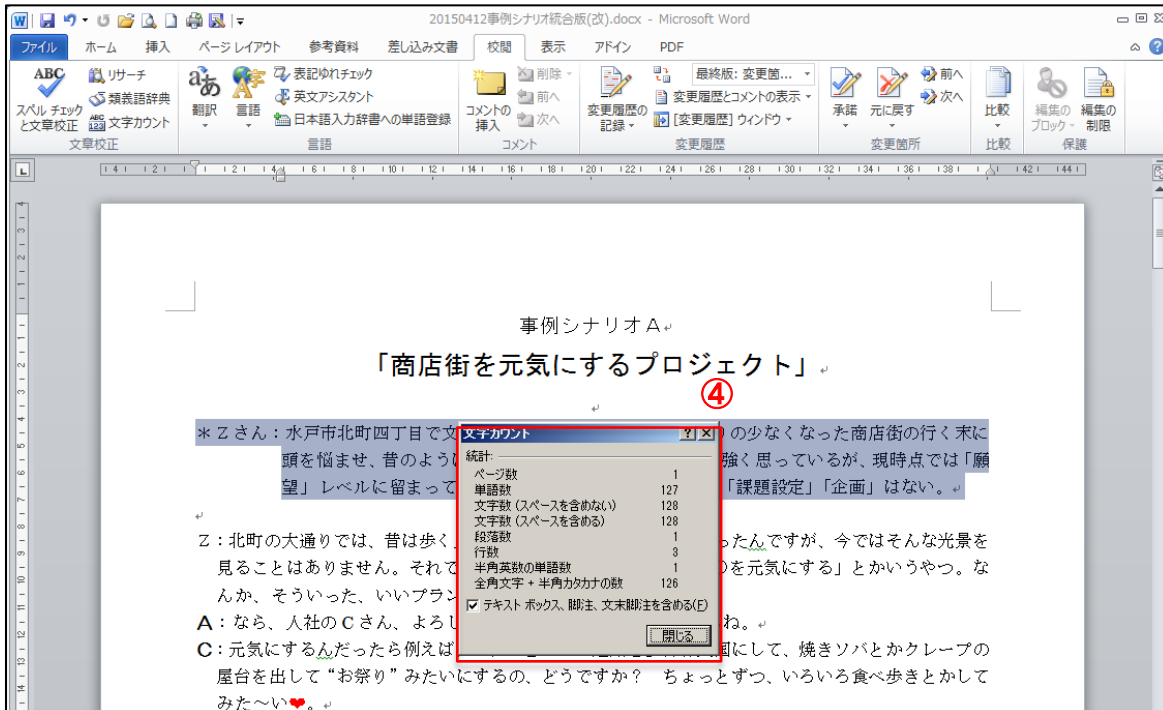 20150412事例シナリオ統合版(改).docx - Microsoft Word
ファイル ホーム 挿入 ページ レイアウト 参考資料 差し込み文書 校閲 表示 アドイン PDF
ABC
スペル チェック
と文章校正
リサーチ
類義語辞典
文字カウント
文章校正
翻訳
言語
表記ゆれチェック
英文アシスタント
日本語入力辞書への単語登録
言語
コメントの
挿入
削除
前へ
次へ
コメント
変更履歴の
記録
最終版: 変更箇...
変更履歴とコメントの表示
[変更履歴] ウィンドウ
変更履歴
承諾
元に戻す
前へ
次へ
変更箇所
比較
比較
編集の
ブロック
編集の
制限
保護
事例シナリオA
「商店街を元気にするプロジェクト」
④
*Zさん:水戸市北町四丁目で文 の少なくなった商店街の行く末に
頭を悩ませ、昔のように 強く思っているが、現時点では「願
望」レベルに留まって 「課題設定」「企画」はない。
文字カウント
統計:
ページ数 1
単語数 127
文字数 (スペースを含めない) 128
文字数 (スペースを含める) 128
段落数 1
行数 3
半角英数の単語数 1
全角文字 + 半角カタカナの数 126
テキスト ボックス、脚注、文末脚注を含める(F)
閉じる
Z:北町の大通りでは、昔は歩く ったんですが、今ではそんな光景を
見ることはありません。それで を元気にする」とかいうやつ。な
んか、そういった、いいプラン
A:なら、人社のCさん、よろし ね。
C:元気にするんだったら例えば 国にして、焼きソバとかクレープの
屋台を出して“お祭り”みたいにするの、どうですか? ちょっとずつ、いろいろ食べ歩きとかして
みた~い❤。